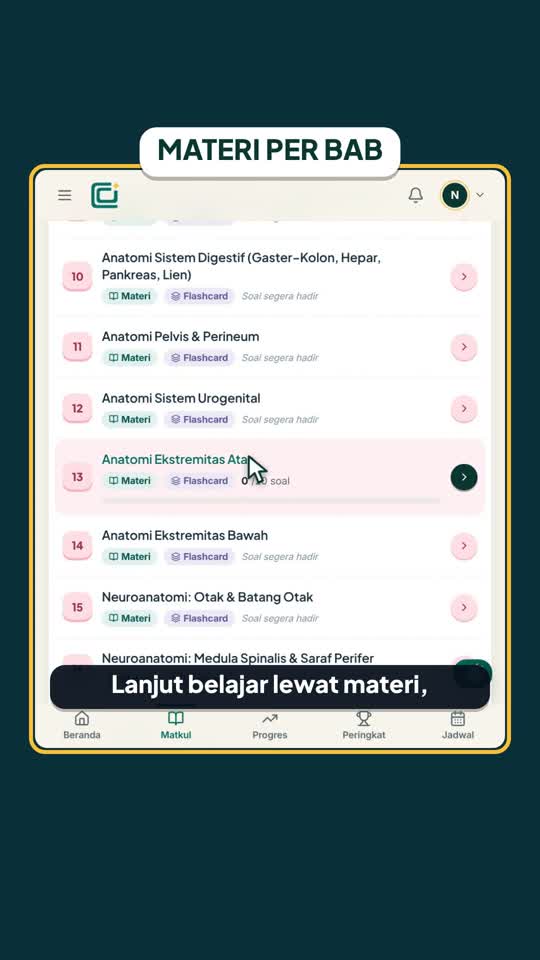 MATERI PER BAB
N
10
Anatomi Sistem Digestif (Gaster–Kolon, Hepar,
Pankreas, Lien)
Materi
Flashcard
Soal segera hadir
11
Anatomi Pelvis & Perineum
Materi
Flashcard
Soal segera hadir
12
Anatomi Sistem Urogenital
Materi
Flashcard
Soal segera hadir
13
Anatomi Ekstremitas Ata
Materi
Flashcard
0 soal
14
Anatomi Ekstremitas Bawah
Materi
Flashcard
Soal segera hadir
15
Neuroanatomi: Otak & Batang Otak
Materi
Flashcard
Soal segera hadir
Neuroanatomi: Medula Spinalis & Saraf Perifer
Lanjut belajar lewat materi,
Beranda
Matkul
Progres
Peringkat
Jadwal